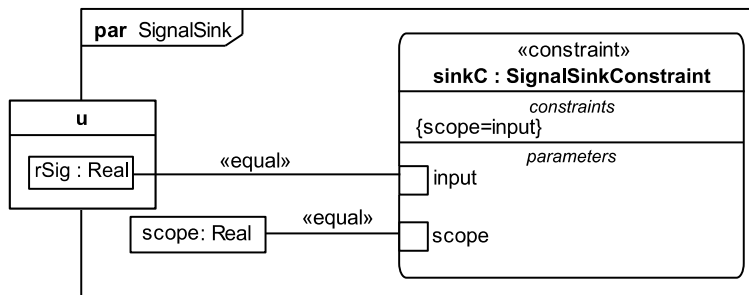 par SignalSink
«constraint»
sinkC : SignalSinkConstraint
constraints
{scope=input}
parameters
u
rSig : Real
«equal»
input
scope: Real
«equal»
scope